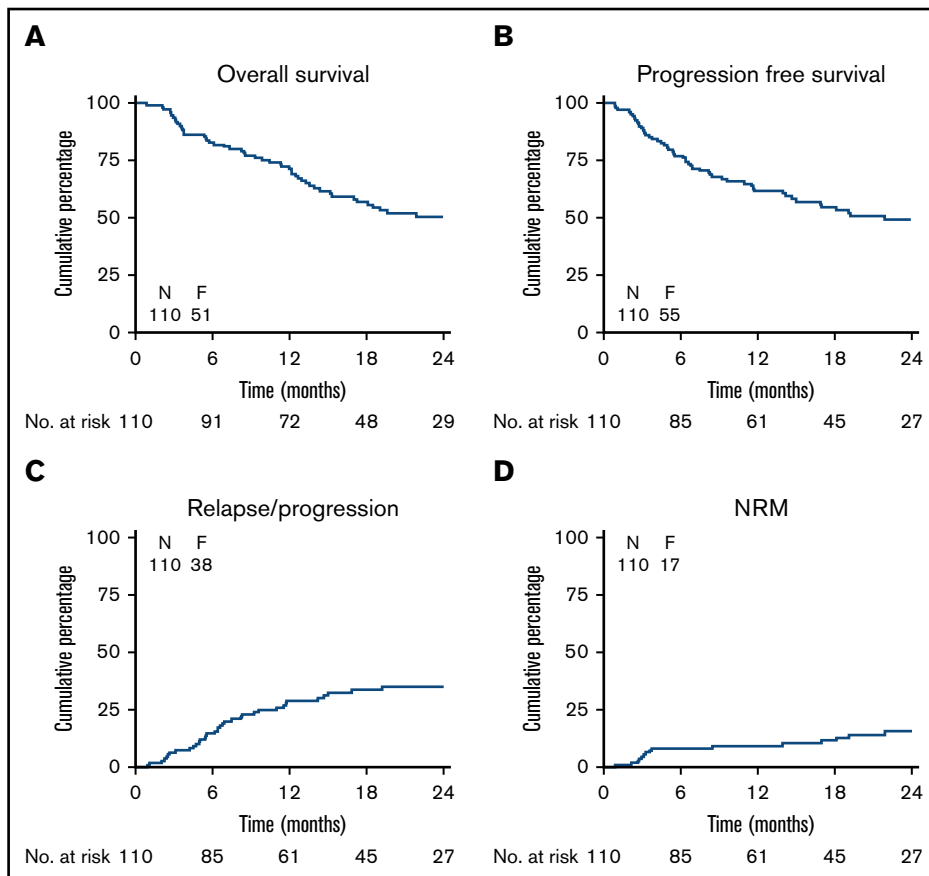 A
Overall survival
Cumulative percentage
100
75
50
25
0
N F
110 51
0 6 12 18 24
Time (months)
No. at risk 110 91 72 48 29
B
Progression free survival
Cumulative percentage
100
75
50
25
0
N F
110 55
0 6 12 18 24
Time (months)
No. at risk 110 85 61 45 27
C
Relapse/progression
Cumulative percentage
100
75
50
25
0
N F
110 38
0 6 12 18 24
Time (months)
No. at risk 110 85 61 45 27
D
NRM
Cumulative percentage
100
75
50
25
0
N F
110 17
0 6 12 18 24
Time (months)
No. at risk 110 85 61 45 27